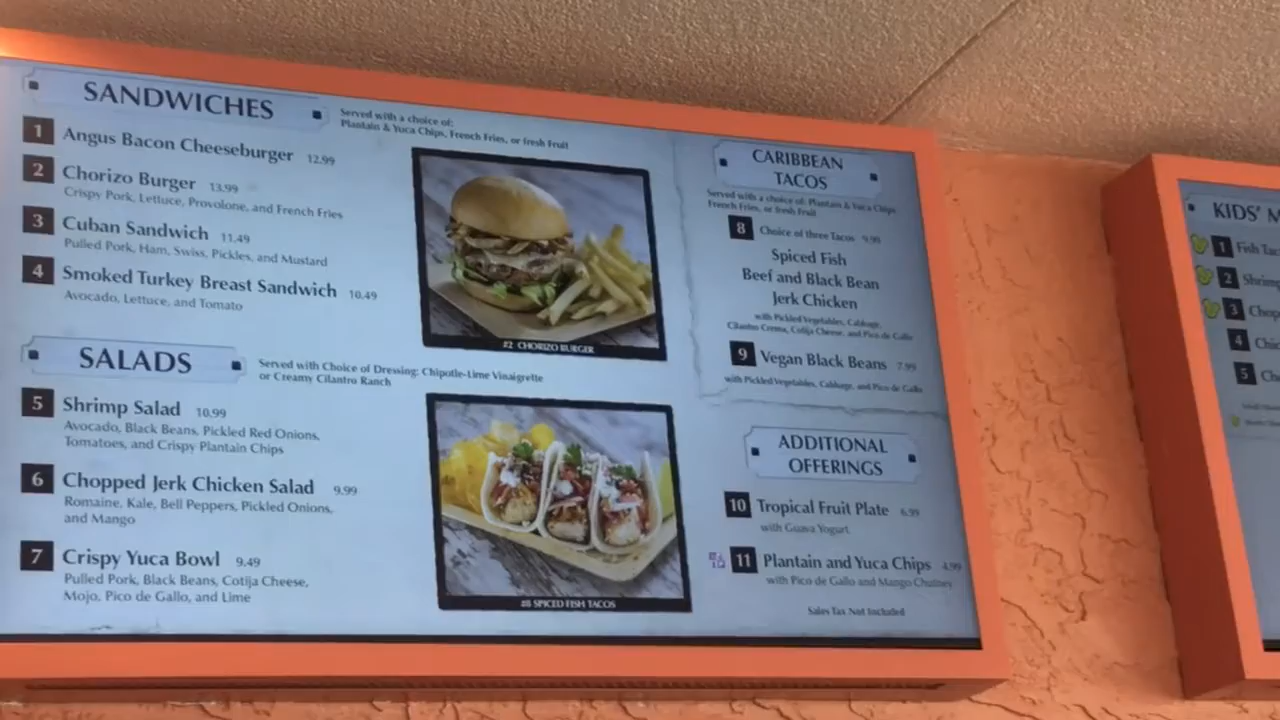 SANDWICHES
Served with a choice of:
Plantain & Yuca Chips, French Fries, or fresh Fruit
1 Angus Bacon Cheeseburger 12.99
2 Chorizo Burger 13.99
Crispy Pork, Lettuce, Provolone, and French Fries
3 Cuban Sandwich 11.49
Pulled Pork, Ham, Swiss, Pickles, and Mustard
4 Smoked Turkey Breast Sandwich 10.49
Avocado, Lettuce, and Tomato
#2 CHORIZO BURGER
SALADS
Served with Choice of Dressing: Chipotle-Lime Vinaigrette
or Creamy Cilantro Ranch
5 Shrimp Salad 10.99
Avocado, Black Beans, Pickled Red Onions,
Tomatoes, and Crispy Plantain Chips
6 Chopped Jerk Chicken Salad 9.99
Romaine, Kale, Bell Peppers, Pickled Onions,
and Mango
7 Crispy Yuca Bowl 9.49
Pulled Pork, Black Beans, Cotija Cheese,
Mojo, Pico de Gallo, and Lime
#8 SPICED FISH TACOS
CARIBBEAN
TACOS
Served with a choice of: Plantain & Yuca Chips
French Fries, or fresh Fruit
8 Choice of three Tacos 9.99
Spiced Fish
Beef and Black Bean
Jerk Chicken
with Pickled Vegetables, Cabbage,
Cilantro Crema, Cotija Cheese, and Pico de Gallo
9 Vegan Black Beans 7.99
with Pickled Vegetables, Cabbage, and Pico de Gallo
ADDITIONAL
OFFERINGS
10 Tropical Fruit Plate 6.99
with Guava Yogurt
11 Plantain and Yuca Chips 4.99
with Pico de Gallo and Mango Chutney
Sales Tax Not Included
KIDS' M
1 Fish Tac
2 Shrim
3 Chop
4 Chic
5 Che